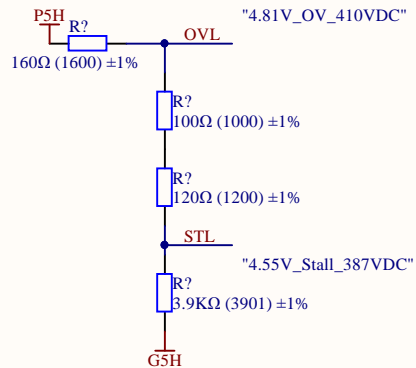 P5H
"4.81V_OV_410VDC"
R?
OVL
160Ω (1600) ±1%
R?
100Ω (1000) ±1%
R?
120Ω (1200) ±1%
STL
"4.55V_Stall_387VDC"
R?
3.9KΩ (3901) ±1%
G5H